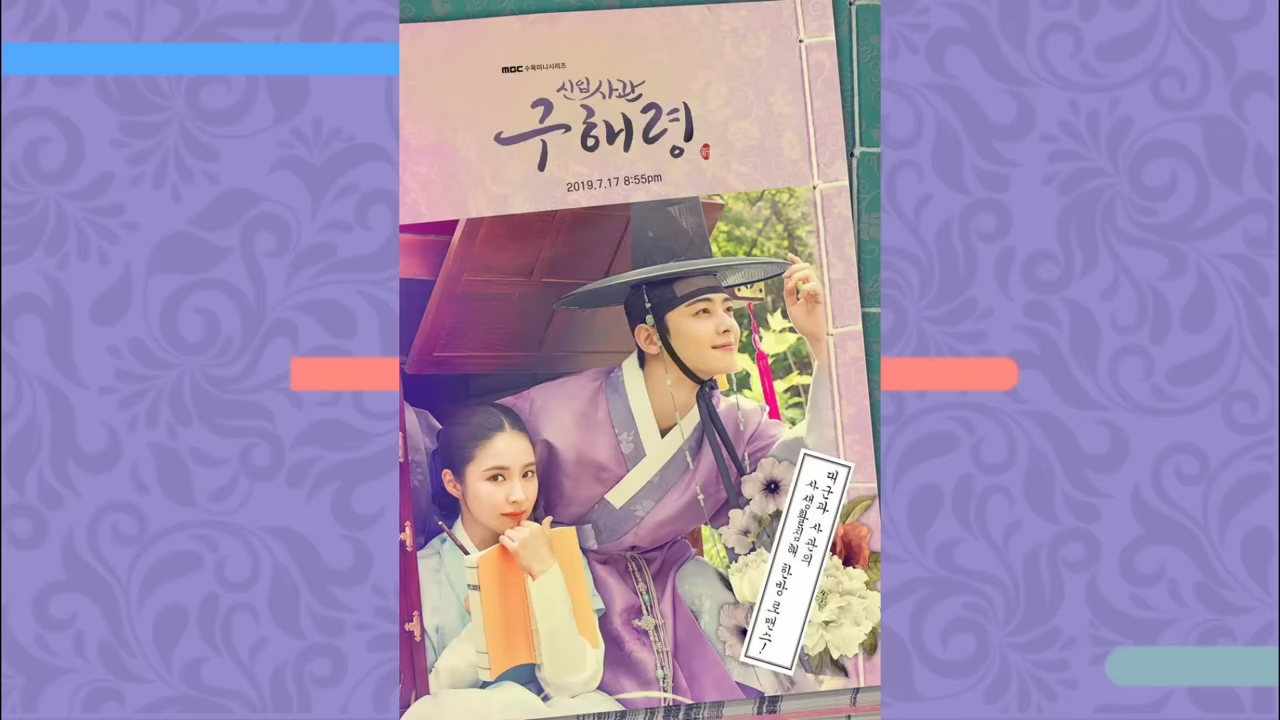 MBC 수목미니시리즈
신입사관
구해령
2019.7.17 8:55pm
대군과 사관의
사생활침해 한방 로맨스!